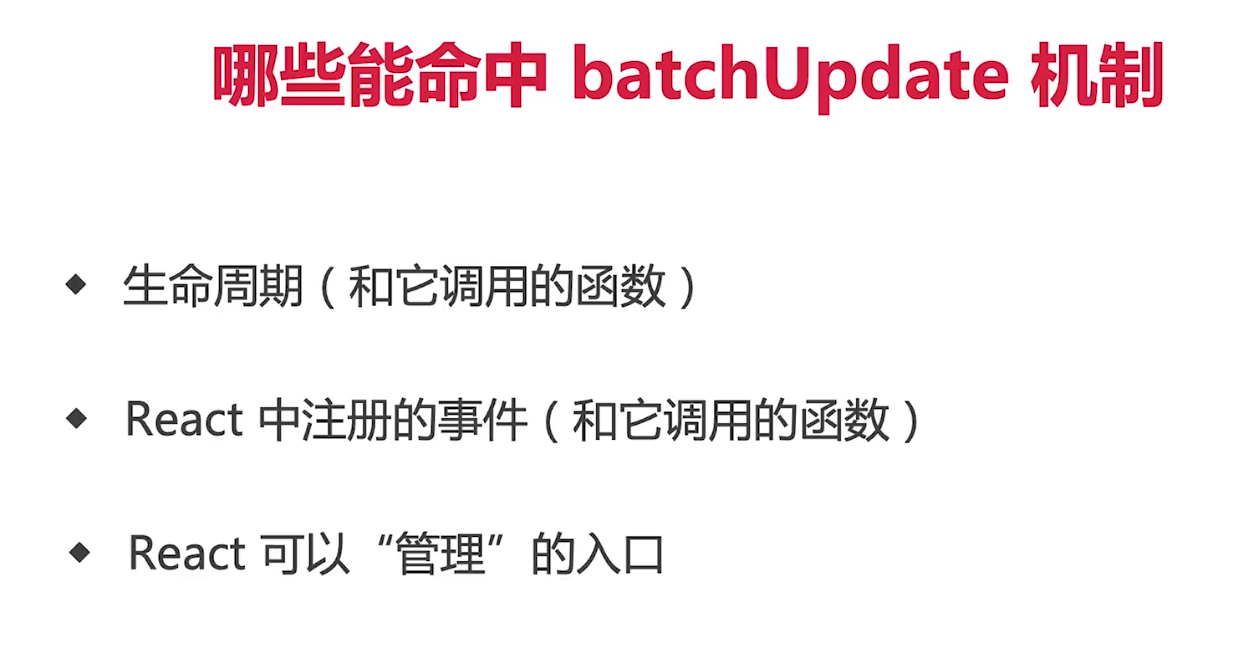 哪些能命中 batchUpdate 机制
◆ 生命周期（和它调用的函数）
◆ React 中注册的事件（和它调用的函数）
◆ React 可以“管理”的入口